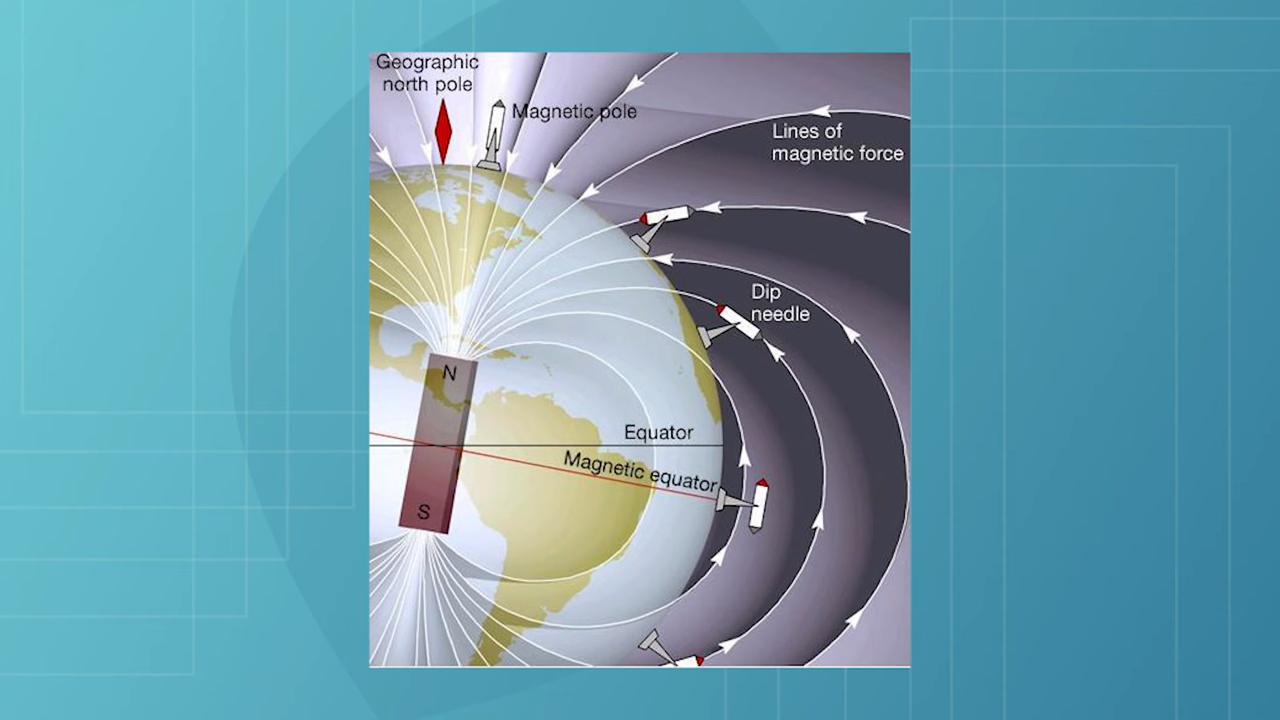 Geographic
north pole
Magnetic pole
Lines of
magnetic force
Dip
needle
N
Equator
Magnetic equator
S